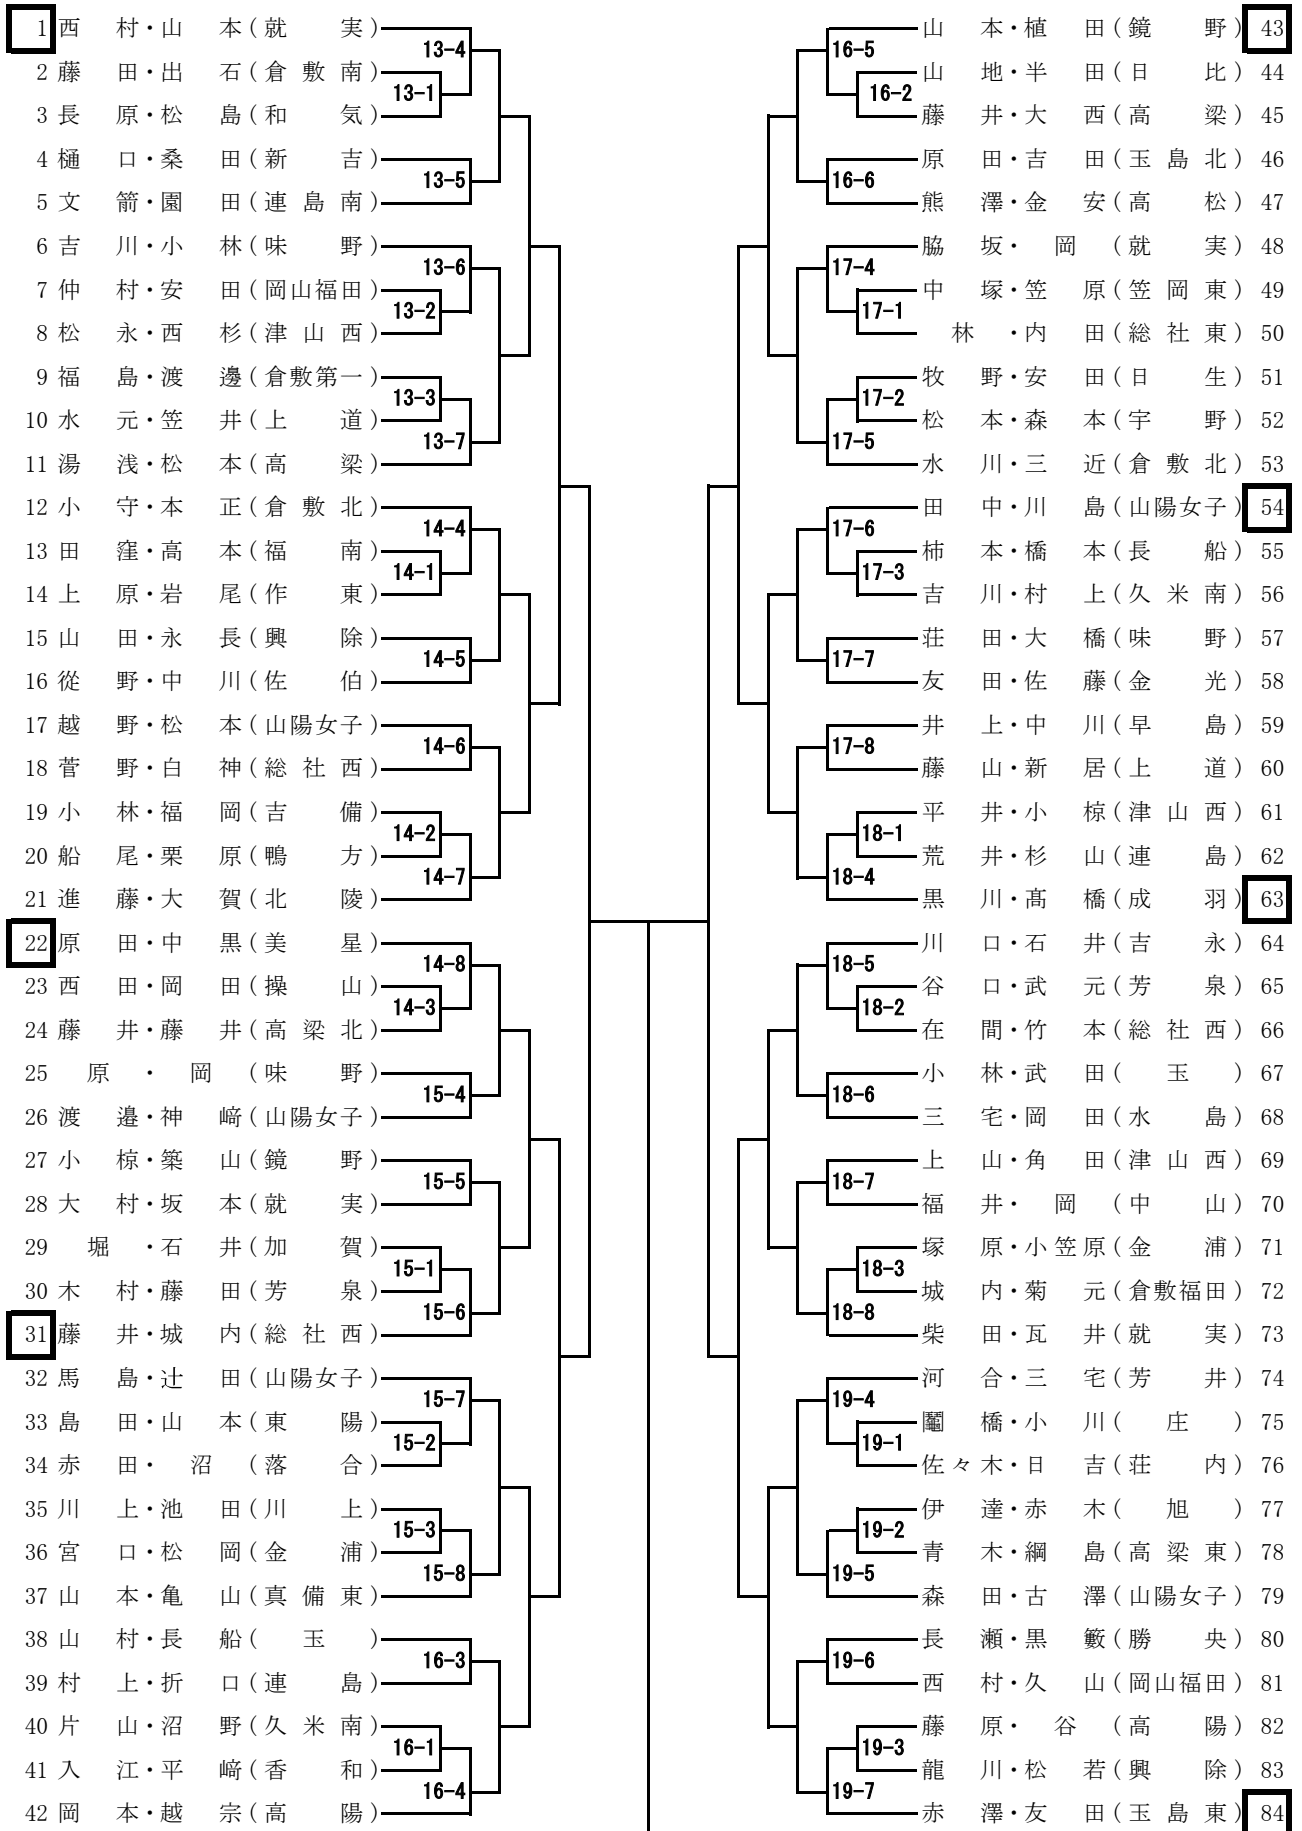 1 西村・山本(就実)
2 藤田・出石(倉敷南)
3 長原・松島(和気)
4 樋口・桑田(新吉)
5 文箭・園田(連島南)
6 吉川・小林(味野)
7 仲村・安田(岡山福田)
8 松永・西杉(津山西)
9 福島・渡邊(倉敷第一)
10 水元・笠井(上道)
11 湯浅・松本(高梁)
12 小守・本正(倉敷北)
13 田窪・高本(福南)
14 上原・岩尾(作東)
15 山田・永長(興除)
16 從野・中川(佐伯)
17 越野・松本(山陽女子)
18 菅野・白神(総社西)
19 小林・福岡(吉備)
20 船尾・栗原(鴨方)
21 進藤・大賀(北陵)
22 原田・中黒(美星)
23 西田・岡田(操山)
24 藤井・藤井(高梁北)
25 原・岡(味野)
26 渡邉・神﨑(山陽女子)
27 小椋・築山(鏡野)
28 大村・坂本(就実)
29 堀・石井(加賀)
30 木村・藤田(芳泉)
31 藤井・城内(総社西)
32 馬島・辻田(山陽女子)
33 島田・山本(東陽)
34 赤田・沼(落合)
35 川上・池田(川上)
36 宮口・松岡(金浦)
37 山本・亀山(真備東)
38 山村・長船(玉)
39 村上・折口(連島)
40 片山・沼野(久米南)
41 入江・平﨑(香和)
42 岡本・越宗(高陽)
13-4
13-1
13-5
13-6
13-2
13-3
13-7
14-4
14-1
14-5
14-6
14-2
14-7
14-8
14-3
15-4
15-5
15-1
15-6
15-7
15-2
15-3
15-8
16-3
16-1
16-4
16-5
16-2
16-6
17-4
17-1
17-2
17-5
17-6
17-3
17-7
17-8
18-1
18-4
18-5
18-2
18-6
18-7
18-3
18-8
19-4
19-1
19-2
19-5
19-6
19-3
19-7
山本・植田(鏡野) 43
山地・半田(日比) 44
藤井・大西(高梁) 45
原田・吉田(玉島北) 46
熊澤・金安(高松) 47
脇坂・岡(就実) 48
中塚・笠原(笠岡東) 49
林・内田(総社東) 50
牧野・安田(日生) 51
松本・森本(宇野) 52
水川・三近(倉敷北) 53
田中・川島(山陽女子) 54
柿本・橋本(長船) 55
吉川・村上(久米南) 56
荘田・大橋(味野) 57
友田・佐藤(金光) 58
井上・中川(早島) 59
藤山・新居(上道) 60
平井・小椋(津山西) 61
荒井・杉山(連島) 62
黒川・髙橋(成羽) 63
川口・石井(吉永) 64
谷口・武元(芳泉) 65
在間・竹本(総社西) 66
小林・武田(玉) 67
三宅・岡田(水島) 68
上山・角田(津山西) 69
福井・岡(中山) 70
塚原・小笠原(金浦) 71
城内・菊元(倉敷福田) 72
柴田・瓦井(就実) 73
河合・三宅(芳井) 74
橋・小川(庄) 75
佐々木・日吉(荘内) 76
伊達・赤木(旭) 77
青木・綱島(高梁東) 78
森田・古澤(山陽女子) 79
長瀬・黒籔(勝央) 80
西村・久山(岡山福田) 81
藤原・谷(高陽) 82
龍川・松若(興除) 83
赤澤・友田(玉島東) 84